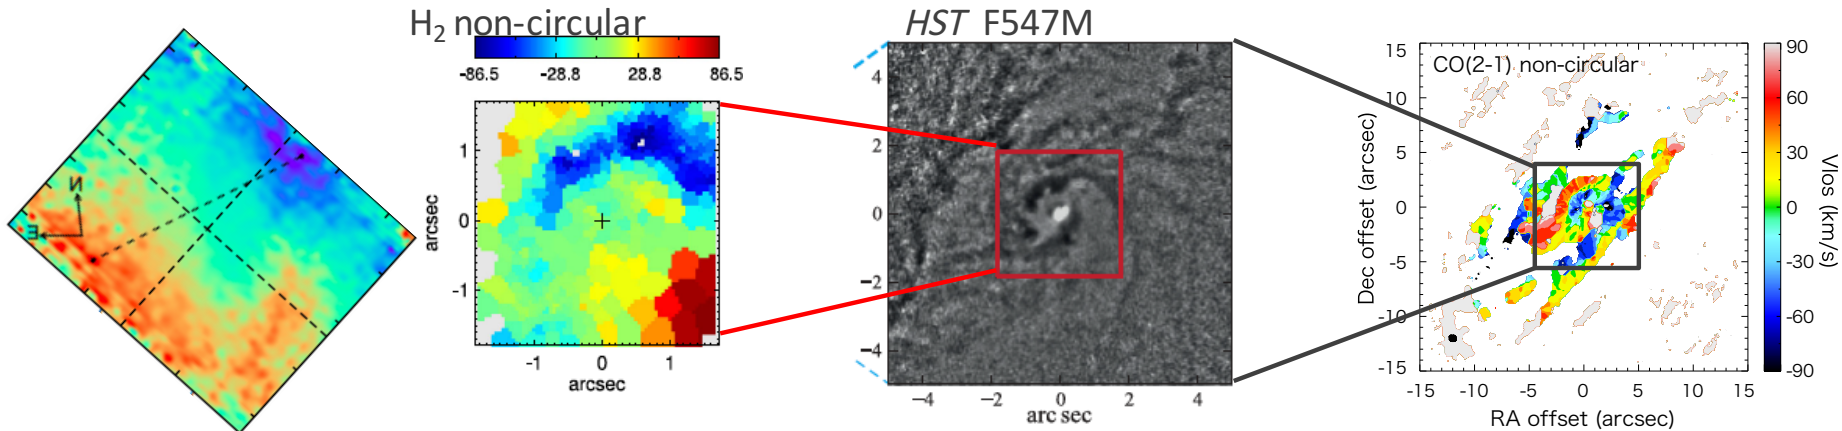 H₂ non-circular
-86.5 -28.8 28.8 86.5
arcsec
1
0
-1
-1 0 1
arcsec
N
E
HST F547M
4
2
0
−2
−4
−4 −2 0 2 4
arc sec
CO(2-1) non-circular
Dec offset (arcsec)
15
10
5
0
-5
-10
-15
-15 -10 -5 0 5 10 15
RA offset (arcsec)
90
60
30
0
-30
-60
-90
Vlos (km/s)